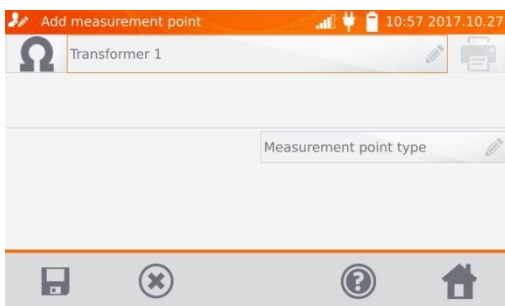 Add measurement point 10:57 2017.10.27
Transformer 1
Measurement point type